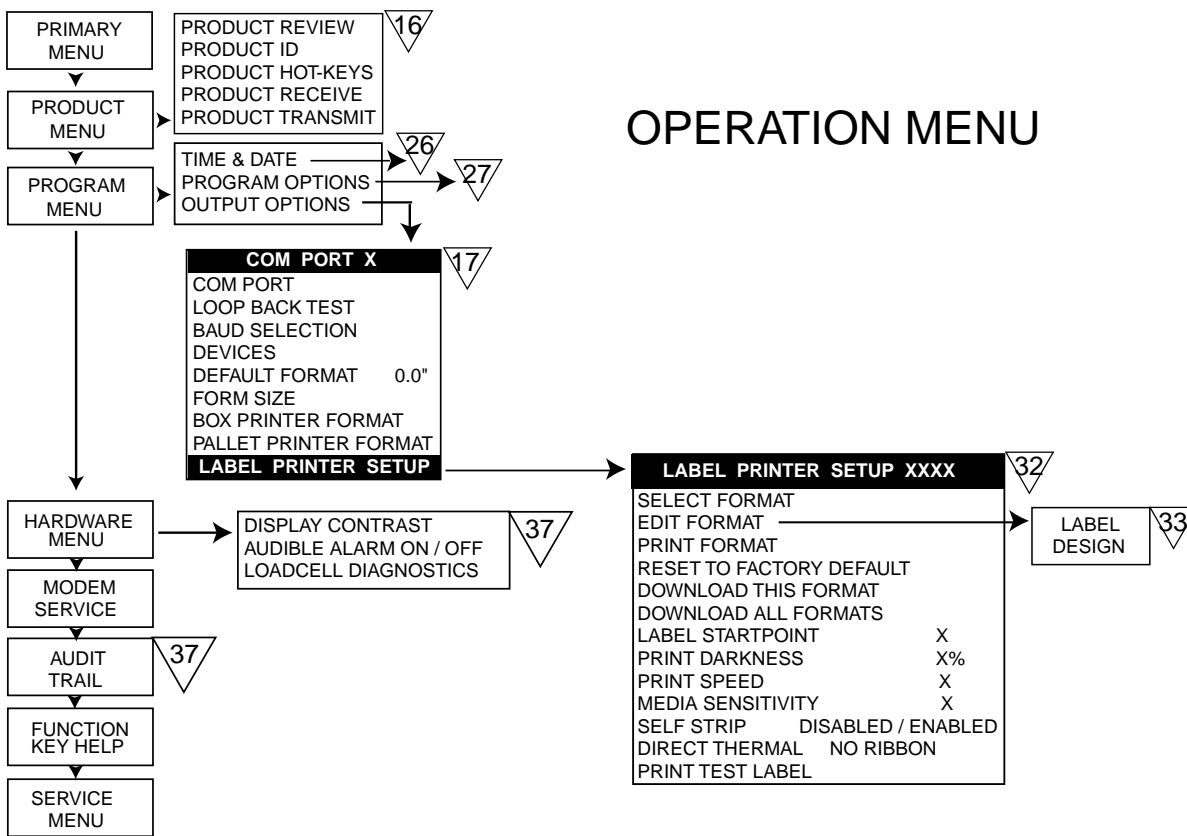 OPERATION MENU
PRIMARY
MENU
PRODUCT REVIEW
PRODUCT ID
PRODUCT HOT-KEYS
PRODUCT RECEIVE
PRODUCT TRANSMIT
16
PRODUCT
MENU
PROGRAM
MENU
TIME & DATE
PROGRAM OPTIONS
OUTPUT OPTIONS
26
27
COM PORT X
17
COM PORT
LOOP BACK TEST
BAUD SELECTION
DEVICES
DEFAULT FORMAT 0.0"
FORM SIZE
BOX PRINTER FORMAT
PALLET PRINTER FORMAT
LABEL PRINTER SETUP
LABEL PRINTER SETUP XXXX
32
SELECT FORMAT
EDIT FORMAT
PRINT FORMAT
RESET TO FACTORY DEFAULT
DOWNLOAD THIS FORMAT
DOWNLOAD ALL FORMATS
LABEL STARTPOINT X
PRINT DARKNESS X%
PRINT SPEED X
MEDIA SENSITIVITY X
SELF STRIP DISABLED / ENABLED
DIRECT THERMAL NO RIBBON
PRINT TEST LABEL
LABEL
DESIGN
33
HARDWARE
MENU
DISPLAY CONTRAST
AUDIBLE ALARM ON / OFF
LOADCELL DIAGNOSTICS
37
MODEM
SERVICE
AUDIT
TRAIL
37
FUNCTION
KEY HELP
SERVICE
MENU